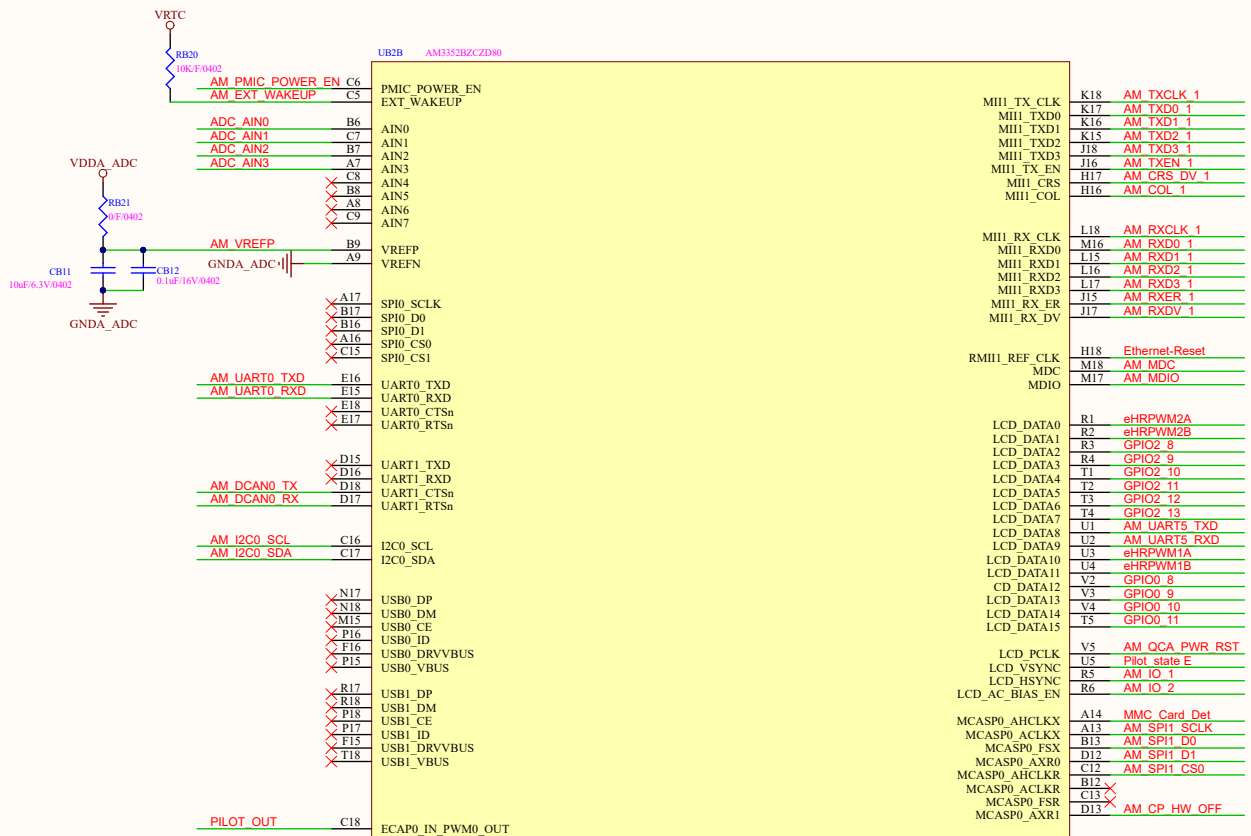 VRTC
RB20
10K/F/0402
UB2B AM3352BZCZD80
AM_PMIC_POWER_EN C6 PMIC_POWER_EN
AM_EXT_WAKEUP C5 EXT_WAKEUP
ADC_AIN0 B6 AIN0
ADC_AIN1 C7 AIN1
ADC_AIN2 B7 AIN2
ADC_AIN3 A7 AIN3
C8 AIN4
B8 AIN5
A8 AIN6
C9 AIN7
VDDA_ADC
RB21
0/F/0402
AM_VREFP B9 VREFP
GNDA_ADC A9 VREFN
CB11
10uF/6.3V/0402
CB12
0.1uF/16V/0402
GNDA_ADC
A17 SPI0_SCLK
B17 SPI0_D0
B16 SPI0_D1
A16 SPI0_CS0
C15 SPI0_CS1
AM_UART0_TXD E16 UART0_TXD
AM_UART0_RXD E15 UART0_RXD
E18 UART0_CTSn
E17 UART0_RTSn
D15 UART1_TXD
D16 UART1_RXD
AM_DCAN0_TX D18 UART1_CTSn
AM_DCAN0_RX D17 UART1_RTSn
AM_I2C0_SCL C16 I2C0_SCL
AM_I2C0_SDA C17 I2C0_SDA
N17 USB0_DP
N18 USB0_DM
M15 USB0_CE
P16 USB0_ID
F16 USB0_DRVVBUS
P15 USB0_VBUS
R17 USB1_DP
R18 USB1_DM
P18 USB1_CE
P17 USB1_ID
F15 USB1_DRVVBUS
T18 USB1_VBUS
PILOT_OUT C18 ECAP0_IN_PWM0_OUT
MII1_TX_CLK K18 AM_TXCLK_1
MII1_TXD0 K17 AM_TXD0_1
MII1_TXD1 K16 AM_TXD1_1
MII1_TXD2 K15 AM_TXD2_1
MII1_TXD3 J18 AM_TXD3_1
MII1_TX_EN J16 AM_TXEN_1
MII1_CRS H17 AM_CRS_DV_1
MII1_COL H16 AM_COL_1
MII1_RX_CLK L18 AM_RXCLK_1
MII1_RXD0 M16 AM_RXD0_1
MII1_RXD1 L15 AM_RXD1_1
MII1_RXD2 L16 AM_RXD2_1
MII1_RXD3 L17 AM_RXD3_1
MII1_RX_ER J15 AM_RXER_1
MII1_RX_DV J17 AM_RXDV_1
RMII1_REF_CLK H18 Ethernet-Reset
MDC M18 AM_MDC
MDIO M17 AM_MDIO
LCD_DATA0 R1 eHRPWM2A
LCD_DATA1 R2 eHRPWM2B
LCD_DATA2 R3 GPIO2_8
LCD_DATA3 R4 GPIO2_9
LCD_DATA4 T1 GPIO2_10
LCD_DATA5 T2 GPIO2_11
LCD_DATA6 T3 GPIO2_12
LCD_DATA7 T4 GPIO2_13
LCD_DATA8 U1 AM_UART5_TXD
LCD_DATA9 U2 AM_UART5_RXD
LCD_DATA10 U3 eHRPWM1A
LCD_DATA11 U4 eHRPWM1B
CD_DATA12 V2 GPIO0_8
LCD_DATA13 V3 GPIO0_9
LCD_DATA14 V4 GPIO0_10
LCD_DATA15 T5 GPIO0_11
LCD_PCLK V5 AM_QCA_PWR_RST
LCD_VSYNC U5 Pilot_state E
LCD_HSYNC R5 AM_IO_1
LCD_AC_BIAS_EN R6 AM_IO_2
MCASP0_AHCLKX A14 MMC_Card_Det
MCASP0_ACLKX A13 AM_SPI1_SCLK
MCASP0_FSX B13 AM_SPI1_D0
MCASP0_AXR0 D12 AM_SPI1_D1
MCASP0_AHCLKR C12 AM_SPI1_CS0
MCASP0_ACLKR B12
MCASP0_FSR C13
MCASP0_AXR1 D13 AM_CP_HW_OFF